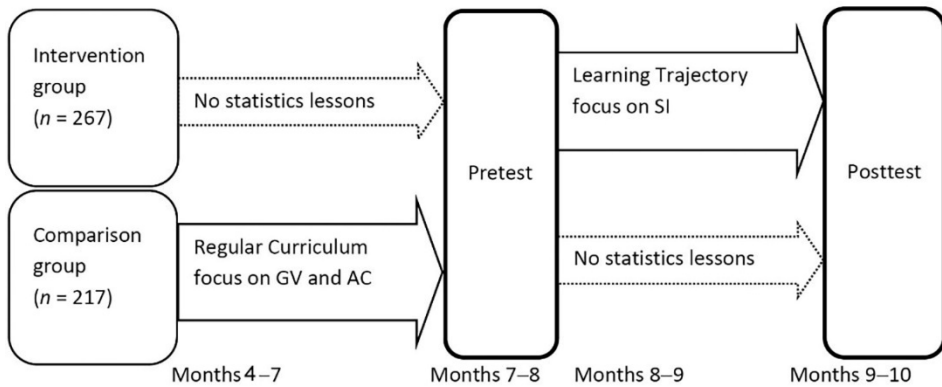 Intervention
group
(n = 267)
No statistics lessons
Pretest
Learning Trajectory
focus on SI
Posttest
Comparison
group
(n = 217)
Regular Curriculum
focus on GV and AC
No statistics lessons
Months 4–7
Months 7–8
Months 8–9
Months 9–10